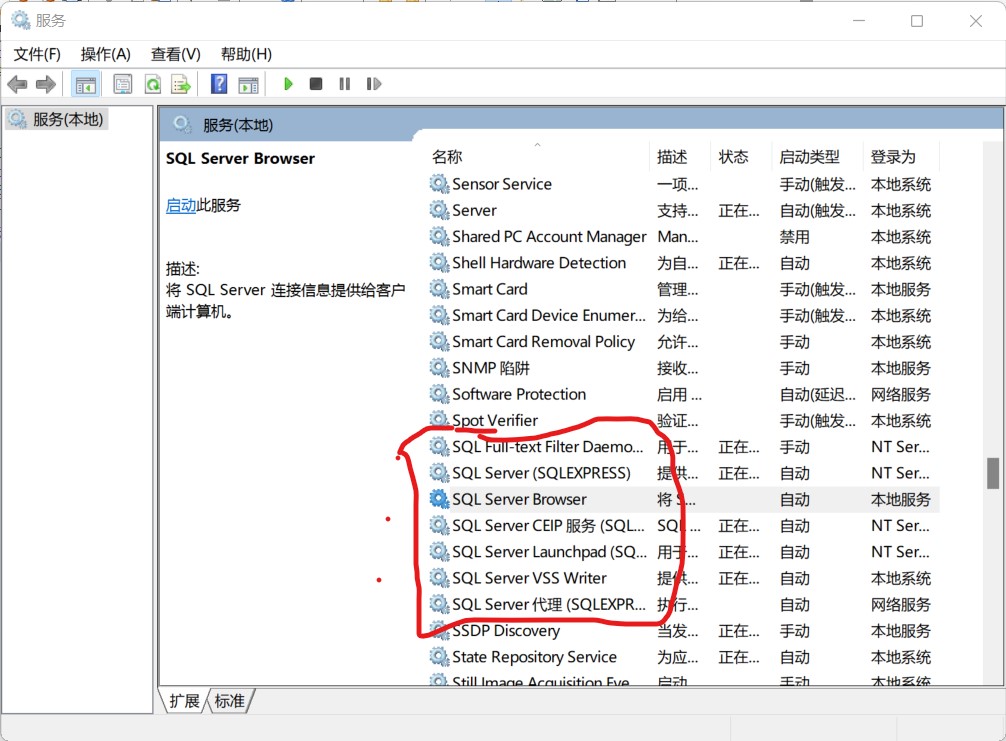 服务
文件(F) 操作(A) 查看(V) 帮助(H)
服务(本地)
服务(本地)
SQL Server Browser
启动此服务
描述:
将 SQL Server 连接信息提供给客户
端计算机。
名称 描述 状态 启动类型 登录为
Sensor Service 一项... 手动(触发... 本地系统
Server 支持... 正在... 自动(触发... 本地系统
Shared PC Account Manager Man... 禁用 本地系统
Shell Hardware Detection 为自... 正在... 自动 本地系统
Smart Card 管理... 手动(触发... 本地服务
Smart Card Device Enumer... 为给... 手动(触发... 本地系统
Smart Card Removal Policy 允许... 手动 本地系统
SNMP 陷阱 接收... 手动 本地服务
Software Protection 启用 ... 自动(延迟... 网络服务
Spot Verifier 验证... 手动(触发... 本地系统
SQL Full-text Filter Daemo... 用于... 正在... 手动 NT Ser...
SQL Server (SQLEXPRESS) 提供... 正在... 自动 NT Ser...
SQL Server Browser 将 S... 自动 本地服务
SQL Server CEIP 服务 (SQL... SQL ... 正在... 自动 NT Ser...
SQL Server Launchpad (SQ... 用于... 正在... 自动 NT Ser...
SQL Server VSS Writer 提供... 正在... 自动 本地系统
SQL Server 代理 (SQLEXPR... 执行... 自动 网络服务
SSDP Discovery 当发... 正在... 手动 本地服务
State Repository Service 为应... 正在... 自动 本地系统
Still Image Acquisition Eve... 启动... 手动 本地系统
扩展 标准